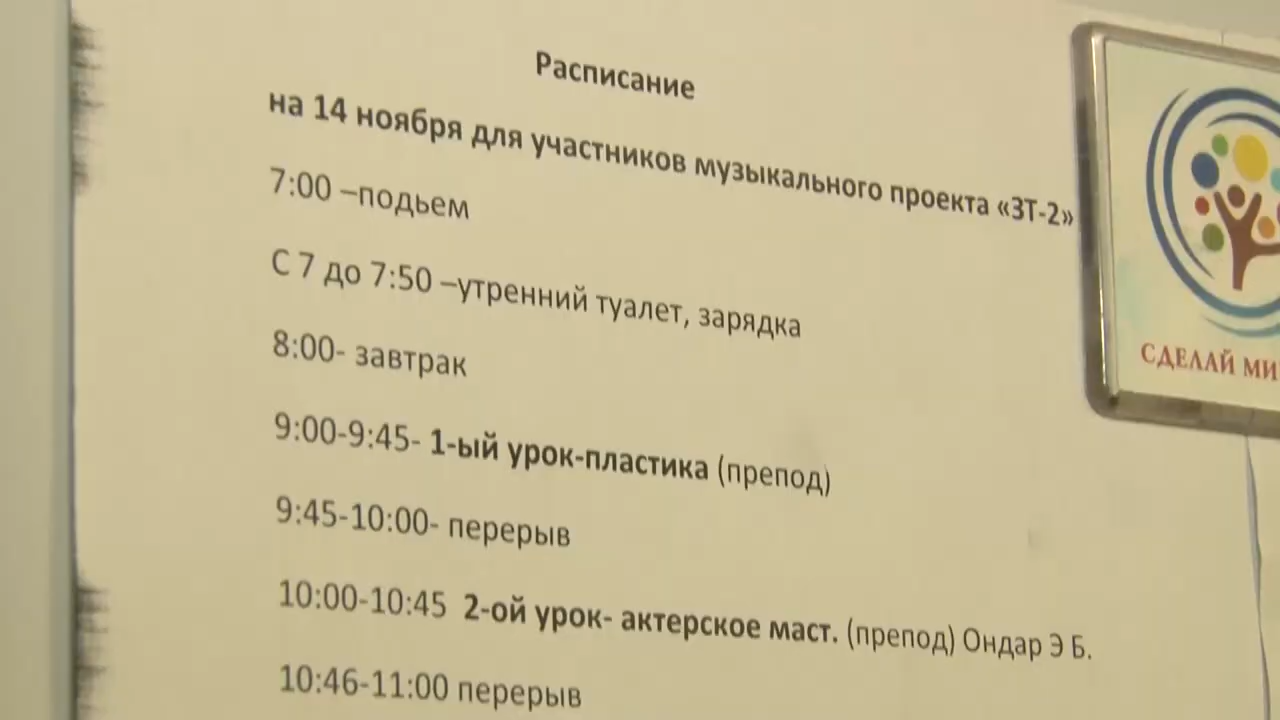 Расписание
на 14 ноября для участников музыкального проекта «ЗТ-2»
7:00 –подьем
С 7 до 7:50 –утренний туалет, зарядка
8:00- завтрак
9:00-9:45- 1-ый урок-пластика (препод)
9:45-10:00- перерыв
10:00-10:45 2-ой урок- актерское маст. (препод) Ондар Э Б.
10:46-11:00 перерыв
СДЕЛАЙ МИ